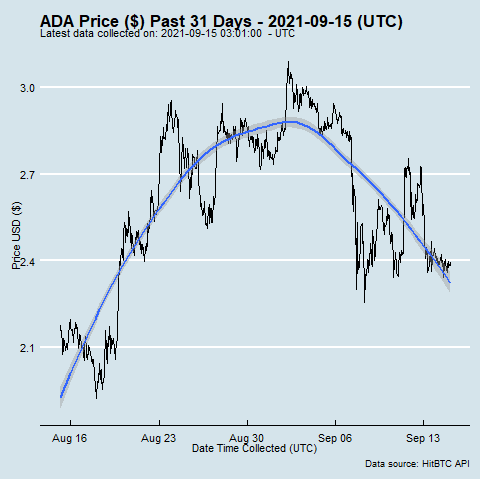 ADA Price ($) Past 31 Days - 2021-09-15 (UTC)
Latest data collected on: 2021-09-15 03:01:00  - UTC
Price USD ($)
3.0
2.7
2.4
2.1
Aug 16
Aug 23
Aug 30
Sep 06
Sep 13
Date Time Collected (UTC)
Data source: HitBTC API